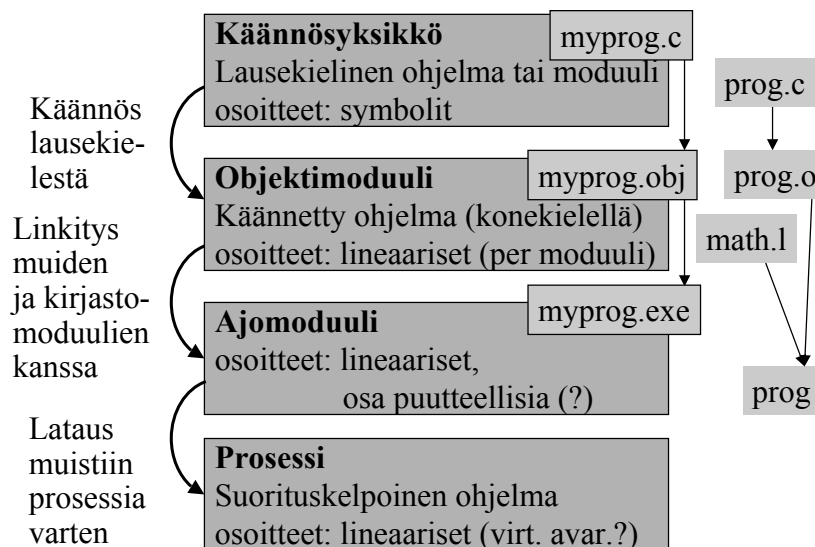 Käännösyksikkö
myprog.c
Lausekielinen ohjelma tai moduuli
osoitteet: symbolit
Käännös
lausekie-
lestä
Objektimoduuli
myprog.obj
Käännetty ohjelma (konekielellä)
osoitteet: lineaariset (per moduuli)
Linkitys
muiden
ja kirjasto-
moduulien
kanssa
Ajomoduuli
myprog.exe
osoitteet: lineaariset,
osa puutteellisia (?)
Lataus
muistiin
prosessia
varten
Prosessi
Suorituskelpoinen ohjelma
osoitteet: lineaariset (virt. avar.?)
prog.c
prog.o
math.l
prog